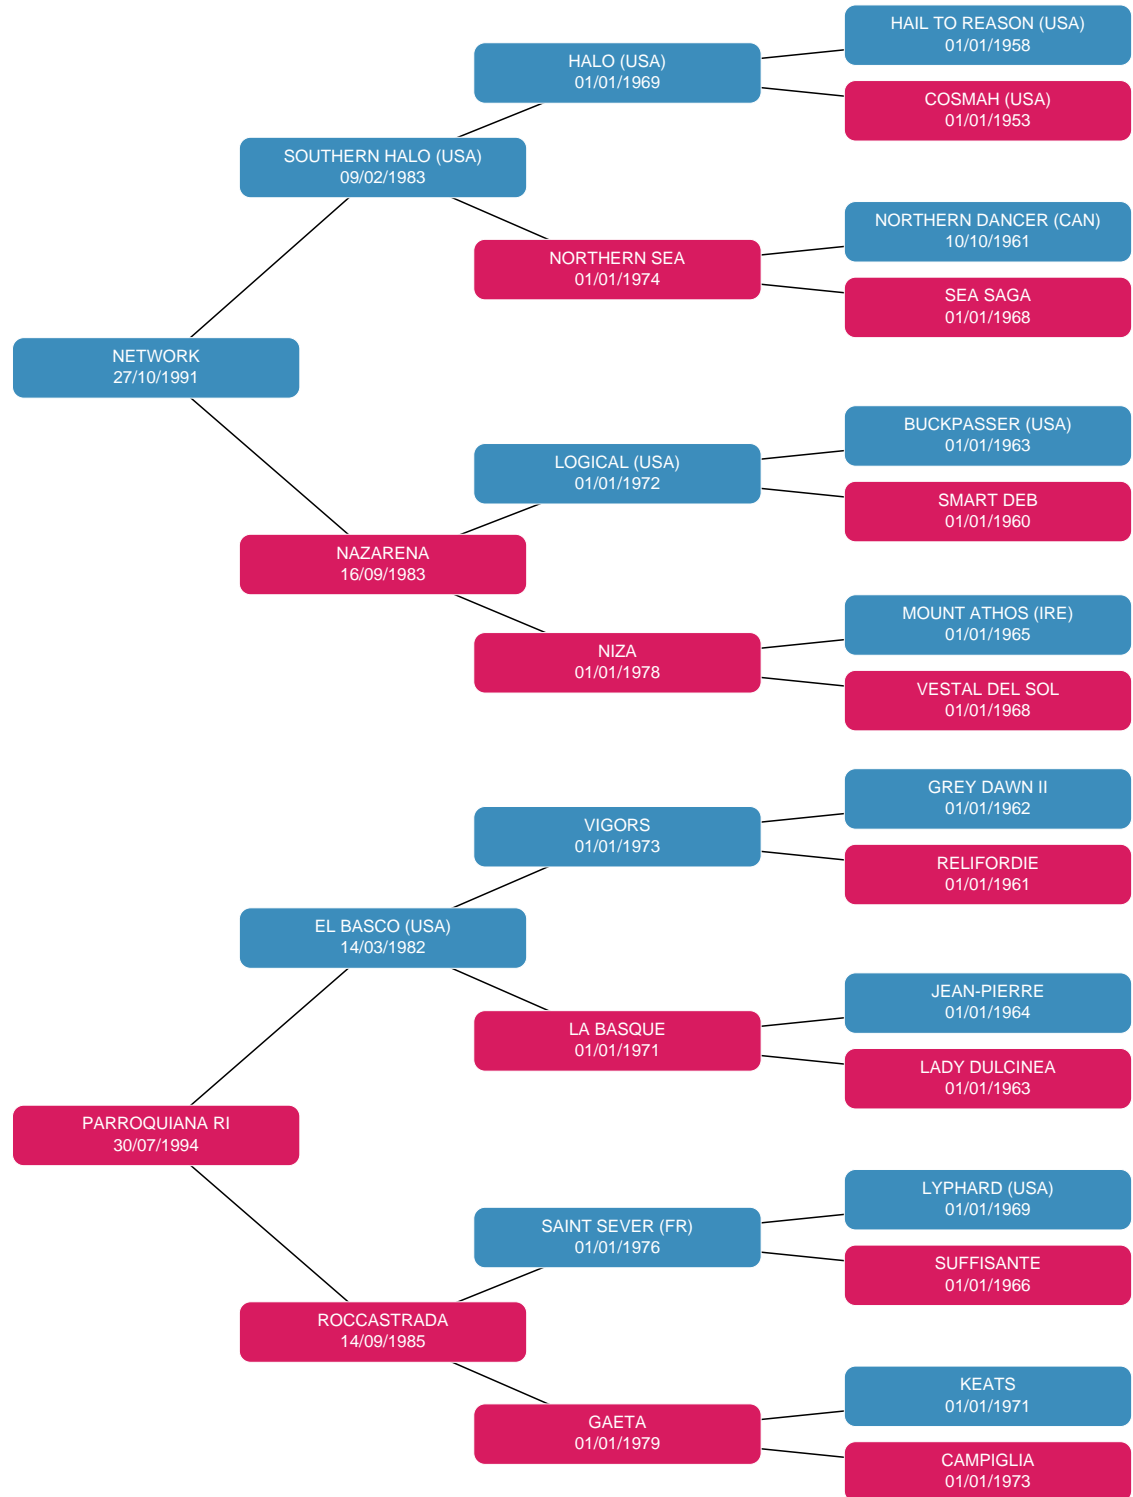 HAIL TO REASON (USA)
01/01/1958
HALO (USA)
01/01/1969
COSMAH (USA)
01/01/1953
SOUTHERN HALO (USA)
09/02/1983
NORTHERN DANCER (CAN)
10/10/1961
NORTHERN SEA
01/01/1974
SEA SAGA
01/01/1968
NETWORK
27/10/1991
BUCKPASSER (USA)
01/01/1963
LOGICAL (USA)
01/01/1972
SMART DEB
01/01/1960
NAZARENA
16/09/1983
MOUNT ATHOS (IRE)
01/01/1965
NIZA
01/01/1978
VESTAL DEL SOL
01/01/1968
GREY DAWN II
01/01/1962
VIGORS
01/01/1973
RELIFORDIE
01/01/1961
EL BASCO (USA)
14/03/1982
JEAN-PIERRE
01/01/1964
LA BASQUE
01/01/1971
LADY DULCINEA
01/01/1963
PARROQUIANA RI
30/07/1994
LYPHARD (USA)
01/01/1969
SAINT SEVER (FR)
01/01/1976
SUFFISANTE
01/01/1966
ROCCASTRADA
14/09/1985
KEATS
01/01/1971
GAETA
01/01/1979
CAMPIGLIA
01/01/1973